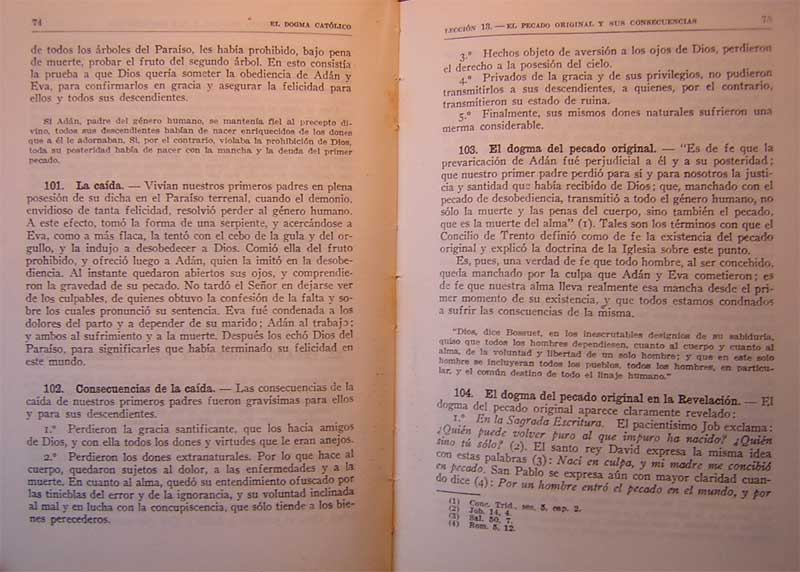 74
EL DOGMA CATÓLICO
de todos los árboles del Paraíso, les había prohibido, bajo pena
de muerte, probar el fruto del segundo árbol. En esto consistía
la prueba a que Dios quería someter la obediencia de Adán y
Eva, para confirmarlos en gracia y asegurar la felicidad para
ellos y todos sus descendientes.
Si Adán, padre del género humano, se mantenía fiel al precepto di-
vino, todos sus descendientes habían de nacer enriquecidos de los dones
que a él le adornaban. Si, por el contrario, violaba la prohibición de Dios,
toda su posteridad había de nacer con la mancha y la deuda del primer
pecado.
101. La caída. — Vivían nuestros primeros padres en plena
posesión de su dicha en el Paraíso terrenal, cuando el demonio,
envidioso de tanta felicidad, resolvió perder al género humano.
A este efecto, tomó la forma de una serpiente, y acercándose a
Eva, como a más flaca, la tentó con el cebo de la gula y del or-
gullo, y la indujo a desobedecer a Dios. Comió ella del fruto
prohibido, y ofreció luego a Adán, quien la imitó en la desobe-
diencia. Al instante quedaron abiertos sus ojos, y comprendie-
ron la gravedad de su pecado. No tardó el Señor en dejarse ver
de los culpables, de quienes obtuvo la confesión de la falta y so-
bre los cuales pronunció su sentencia. Eva fué condenada a los
dolores del parto y a depender de su marido; Adán al trabajo;
y ambos al sufrimiento y a la muerte. Después los echó Dios del
Paraíso, para significarles que había terminado su felicidad en
este mundo.
102. Consecuencias de la caída. — Las consecuencias de la
caída de nuestros primeros padres fueron gravísimas para ellos
y para sus descendientes.
1.º Perdieron la gracia santificante, que los hacía amigos
de Dios, y con ella todos los dones y virtudes que le eran anejos.
2.º Perdieron los dones extranaturales. Por lo que hace al
cuerpo, quedaron sujetos al dolor, a las enfermedades y a la
muerte. En cuanto al alma, quedó su entendimiento ofuscado por
las tinieblas del error y de la ignorancia, y su voluntad inclinada
al mal y en lucha con la concupiscencia, que sólo tiende a los bie-
nes perecederos.
LECCIÓN 13. — EL PECADO ORIGINAL Y SUS CONSECUENCIAS
75
3.º Hechos objeto de aversión a los ojos de Dios, perdieron
el derecho a la posesión del cielo.
4.º Privados de la gracia y de sus privilegios, no pudieron
transmitirlos a sus descendientes, a quienes, por el contrario,
transmitieron su estado de ruina.
5.º Finalmente, sus mismos dones naturales sufrieron una
merma considerable.
103. El dogma del pecado original. — "Es de fe que la
prevaricación de Adán fué perjudicial a él y a su posteridad;
que nuestro primer padre perdió para sí y para nosotros la justi-
cia y santidad que había recibido de Dios; que, manchado con el
pecado de desobediencia, transmitió a todo el género humano, no
sólo la muerte y las penas del cuerpo, sino también el pecado,
que es la muerte del alma" (1). Tales son los términos con que el
Concilio de Trento definió como de fe la existencia del pecado
original y explicó la doctrina de la Iglesia sobre este punto.
Es, pues, una verdad de fe que todo hombre, al ser concebido,
queda manchado por la culpa que Adán y Eva cometieron; es
de fe que nuestra alma lleva realmente esa mancha desde el pri-
mer momento de su existencia, y que todos estamos condnados
a sufrir las conscuencias de la misma.
"Dios, dice Bossuet, en los inescrutables designios de su sabiduría,
quiso que todos los hombres dependiesen, cuanto al cuerpo y cuanto al
alma, de la voluntad y libertad de un solo hombre; y que en este solo
hombre se incluyeran todos los pueblos, todos los hombres, en particu-
lar, y el común destino de todo el linaje humano."
104. El dogma del pecado original en la Revelación. — El
dogma del pecado original aparece claramente revelado:
1.º En la Sagrada Escritura. El pacientísimo Job exclama:
¿Quién puede volver puro al que impuro ha nacido? ¿Quién
sino tú sólo? (2). El santo rey David expresa la misma idea
con estas palabras (3): Nací en culpa, y mi madre me concibió
en pecado. San Pablo se expresa aún con mayor claridad cuan-
do dice (4): Por un hombre entró el pecado en el mundo, y por
(1) Conc. Trid., ses. 5, cap. 2.
(2) Job. 14, 4.
(3) Sal. 50, 7.
(4) Rom. 5, 12.